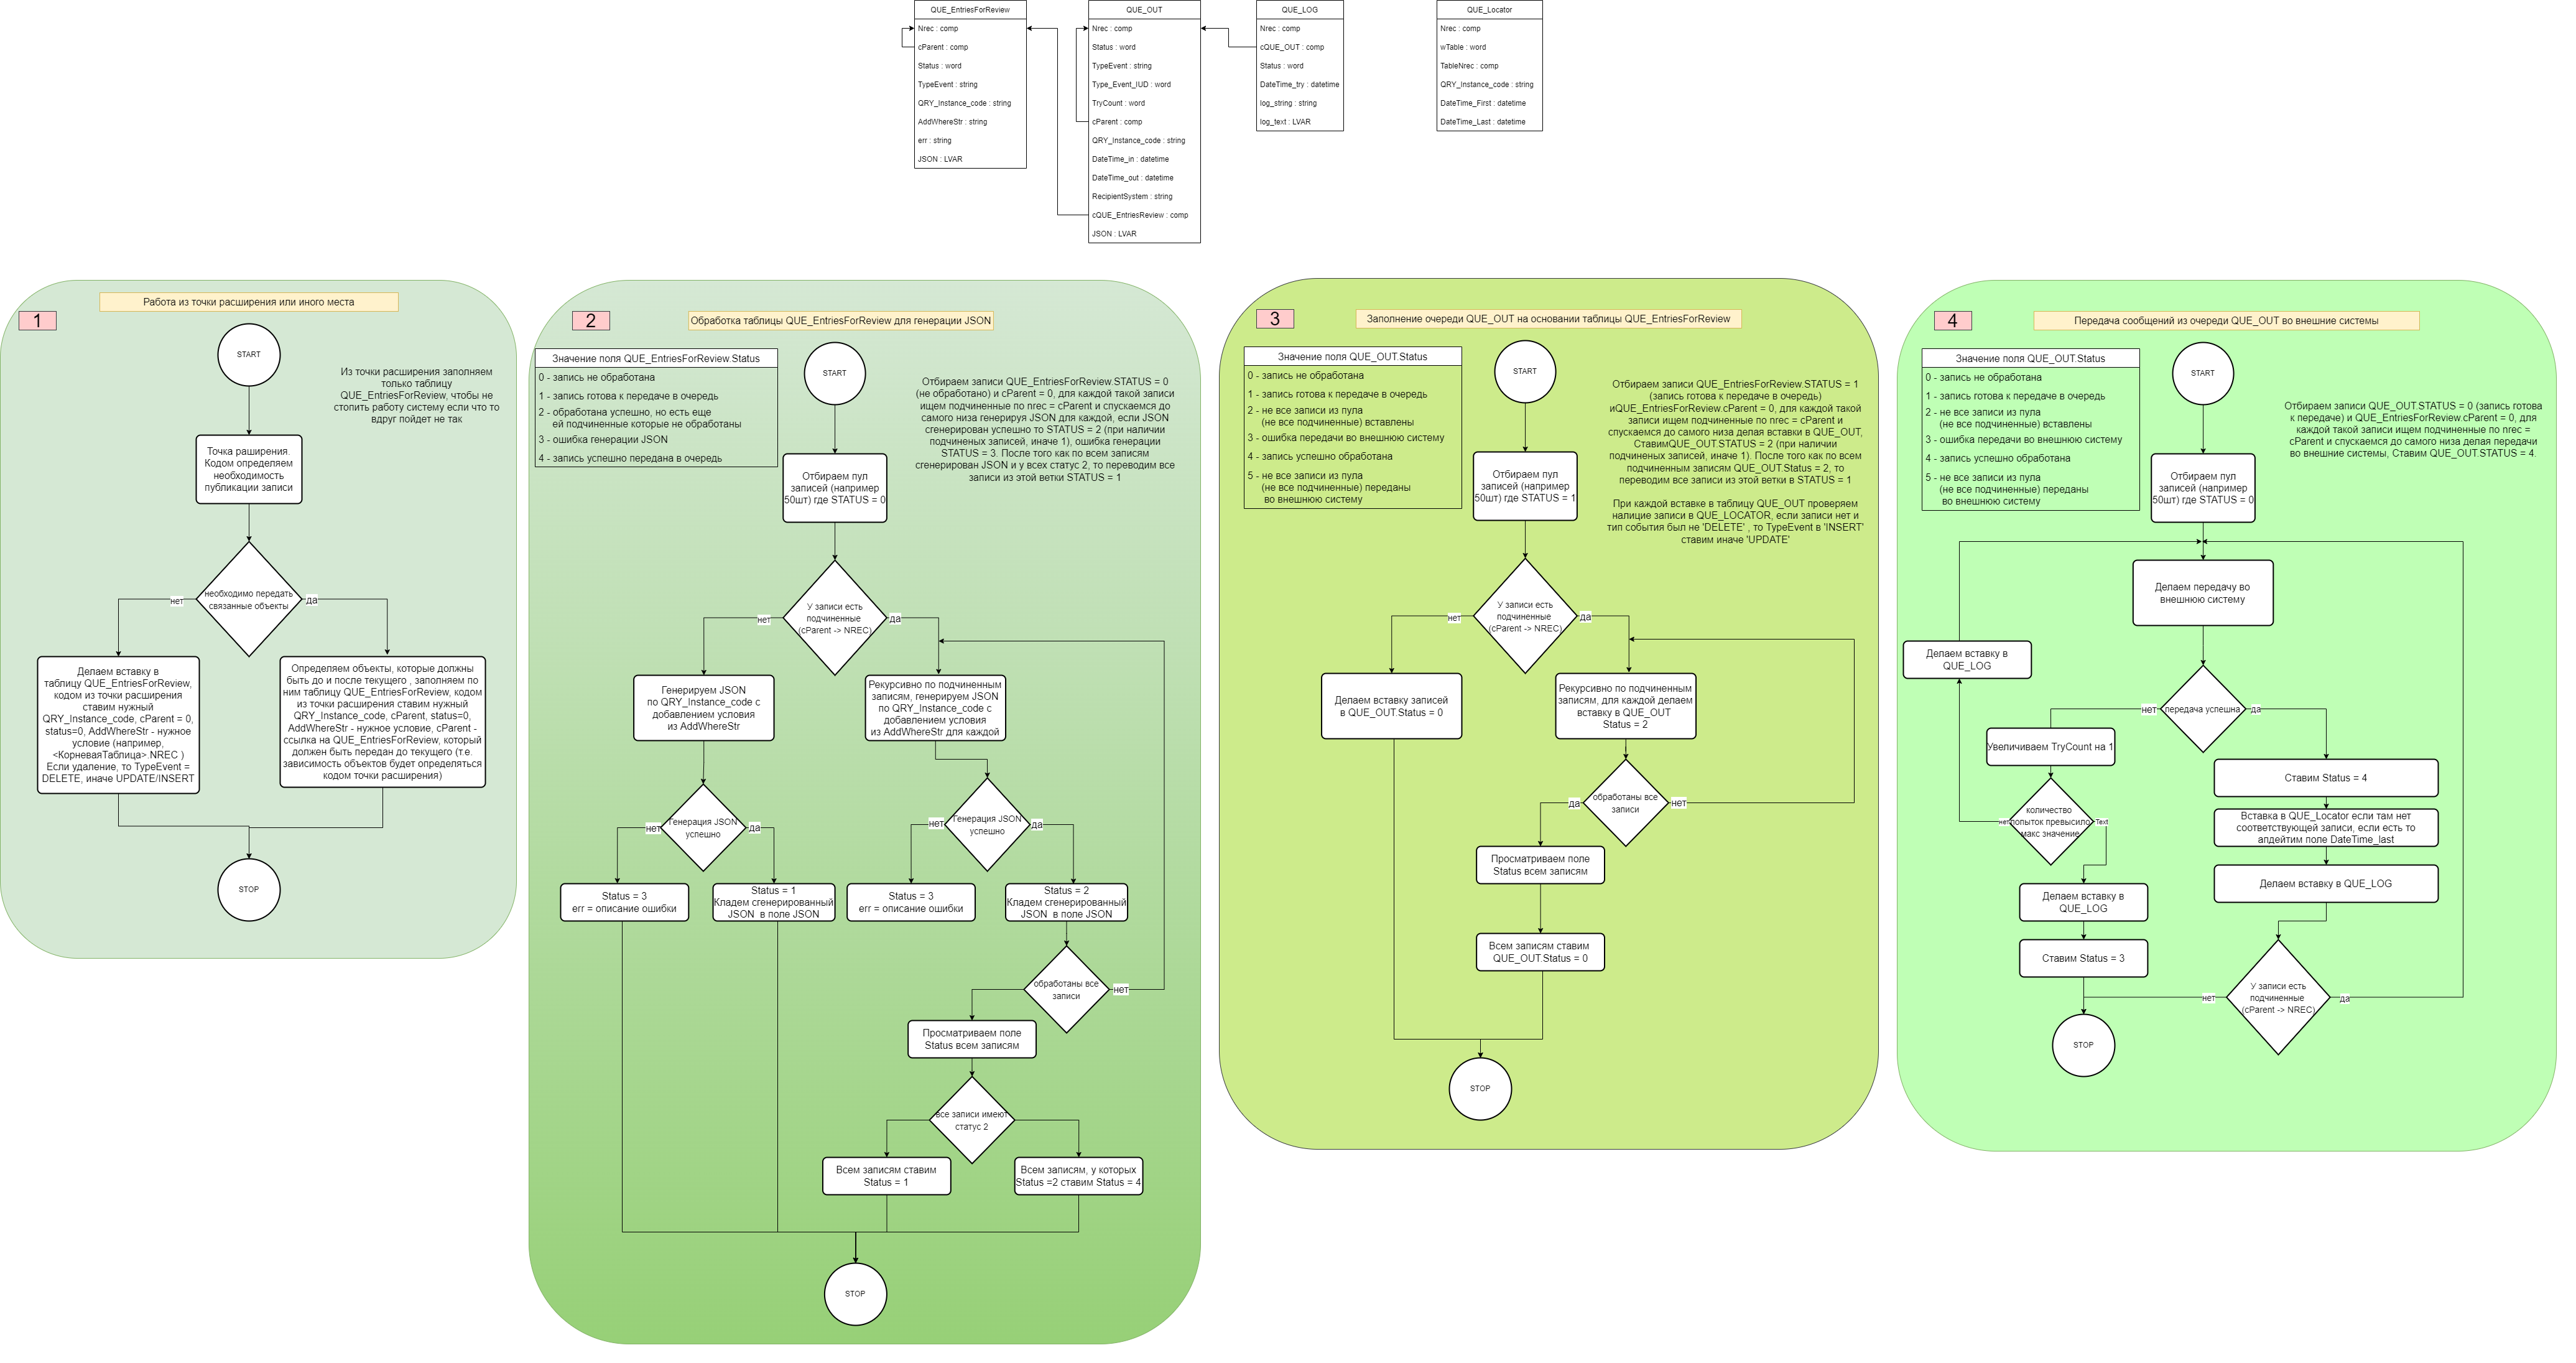 QUE_EntriesForReview
Nrec : comp
cParent : comp
Status : word
TypeEvent : string
QRY_Instance_code : string
AddWhereStr : string
err : string
JSON : LVAR
QUE_OUT
Nrec : comp
Status : word
TypeEvent : string
Type_Event_IUD : word
TryCount : word
cParent : comp
QRY_Instance_code : string
DateTime_in : datetime
DateTime_out : datetime
RecipientSystem : string
cQUE_EntriesReview : comp
JSON : LVAR
QUE_LOG
Nrec : comp
cQUE_OUT : comp
Status : word
DateTime_try : datetime
log_string : string
log_text : LVAR
QUE_Locator
Nrec : comp
wTable : word
TableNrec : comp
QRY_Instance_code : string
DateTime_First : datetime
DateTime_Last : datetime
Работа из точки расширения или иного места
1
START
Из точки расширения заполняем
только таблицу
QUE_EntriesForReview, чтобы не
стопить работу систему если что то
вдруг пойдет не так
Точка раширения.
Кодом определяем
необходимость
публикации записи
необходимо передать
связанные объекты
нет
да
Делаем вставку в
таблицу QUE_EntriesForReview,
кодом из точки расширения
ставим нужный
QRY_Instance_code, cParent = 0,
status=0, AddWhereStr - нужное
условие (например,
<КорневаяТаблица>.NREC )
Если удаление, то TypeEvent =
DELETE, иначе UPDATE/INSERT
Определяем объекты, которые должны
быть до и после текущего , заполняем по
ним таблицу QUE_EntriesForReview, кодом
из точки расширения ставим нужный
QRY_Instance_code, cParent, status=0,
AddWhereStr - нужное условие, cParent -
ссылка на QUE_EntriesForReview, который
должен быть передан до текущего (т.е.
зависимость объектов будет определяться
кодом точки расширения)
STOP
2
Обработка таблицы QUE_EntriesForReview для генерации JSON
Значение поля QUE_EntriesForReview.Status
0 - запись не обработана
1 - запись готова к передаче в очередь
2 - обработана успешно, но есть еще
ей подчиненные которые не обработаны
3 - ошибка генерации JSON
4 - запись успешно передана в очередь
START
Отбираем записи QUE_EntriesForReview.STATUS = 0
(не обработано) и cParent = 0, для каждой такой записи
ищем подчиненные по nrec = cParent и спускаемся до
самого низа генерируя JSON для каждой, если JSON
сгенерирован успешно то STATUS = 2 (при наличии
подчиненых записей, иначе 1), ошибка генерации
STATUS = 3. После того как по всем записям
сгенерирован JSON и у всех статус 2, то переводим все
записи из этой ветки STATUS = 1
Отбираем пул
записей (например
50шт) где STATUS = 0
У записи есть
подчиненные
(cParent -> NREC)
нет
да
Генерируем JSON
по QRY_Instance_code с
добавлением условия
из AddWhereStr
Рекурсивно по подчиненным
записям, генерируем JSON
по QRY_Instance_code с
добавлением условия
из AddWhereStr для каждой
Генерация JSON
успешно
нет
да
Генерация JSON
успешно
нет
да
Status = 3
err = описание ошибки
Status = 1
Кладем сгенерированный
JSON в поле JSON
Status = 3
err = описание ошибки
Status = 2
Кладем сгенерированный
JSON в поле JSON
обработаны все
записи
нет
Просматриваем поле
Status всем записям
все записи имеют
статус 2
Всем записям ставим
Status = 1
Всем записям, у которых
Status =2 ставим Status = 4
STOP
3
Заполнение очереди QUE_OUT на основании таблицы QUE_EntriesForReview
Значение поля QUE_OUT.Status
0 - запись не обработана
1 - запись готова к передаче в очередь
2 - не все записи из пула
(не все подчиненные) вставлены
3 - ошибка передачи во внешнюю систему
4 - запись успешно обработана
5 - не все записи из пула
(не все подчиненные) переданы
во внешнюю систему
START
Отбираем записи QUE_EntriesForReview.STATUS = 1
(запись готова к передаче в очередь)
иQUE_EntriesForReview.cParent = 0, для каждой такой
записи ищем подчиненные по nrec = cParent и
спускаемся до самого низа делая вставки в QUE_OUT,
СтавимQUE_OUT.STATUS = 2 (при наличии
подчиненых записей, иначе 1). После того как по всем
подчиненным записям QUE_OUT.Status = 2, то
переводим все записи из этой ветки в STATUS = 1
При каждой вставке в таблицу QUE_OUT проверяем
налицие записи в QUE_LOCATOR, если записи нет и
тип события был не 'DELETE' , то TypeEvent в 'INSERT'
ставим иначе 'UPDATE'
Отбираем пул
записей (например
50шт) где STATUS = 1
У записи есть
подчиненные
(cParent -> NREC)
нет
да
Делаем вставку записей
в QUE_OUT.Status = 0
Рекурсивно по подчиненным
записям, для каждой делаем
вставку в QUE_OUT
Status = 2
обработаны все
записи
да
нет
Просматриваем поле
Status всем записям
Всем записям ставим
QUE_OUT.Status = 0
STOP
4
Передача сообщений из очереди QUE_OUT во внешние системы
Значение поля QUE_OUT.Status
0 - запись не обработана
1 - запись готова к передаче в очередь
2 - не все записи из пула
(не все подчиненные) вставлены
3 - ошибка передачи во внешнюю систему
4 - запись успешно обработана
5 - не все записи из пула
(не все подчиненные) переданы
во внешнюю систему
START
Отбираем записи QUE_OUT.STATUS = 0 (запись готова
к передаче) и QUE_EntriesForReview.cParent = 0, для
каждой такой записи ищем подчиненные по nrec =
cParent и спускаемся до самого низа делая передачи
во внешние системы, Ставим QUE_OUT.STATUS = 4.
Отбираем пул
записей (например
50шт) где STATUS = 0
Делаем передачу во
внешнюю систему
Делаем вставку в
QUE_LOG
передача успешна
нет
да
Увеличиваем TryCount на 1
Ставим Status = 4
количество
попыток превысило
макс значение
нет
Text
Вставка в QUE_Locator если там нет
соответствующей записи, если есть то
апдейтим поле DateTime_last
Делаем вставку в QUE_LOG
Делаем вставку в
QUE_LOG
Ставим Status = 3
У записи есть
подчиненные
(cParent -> NREC)
нет
да
STOP